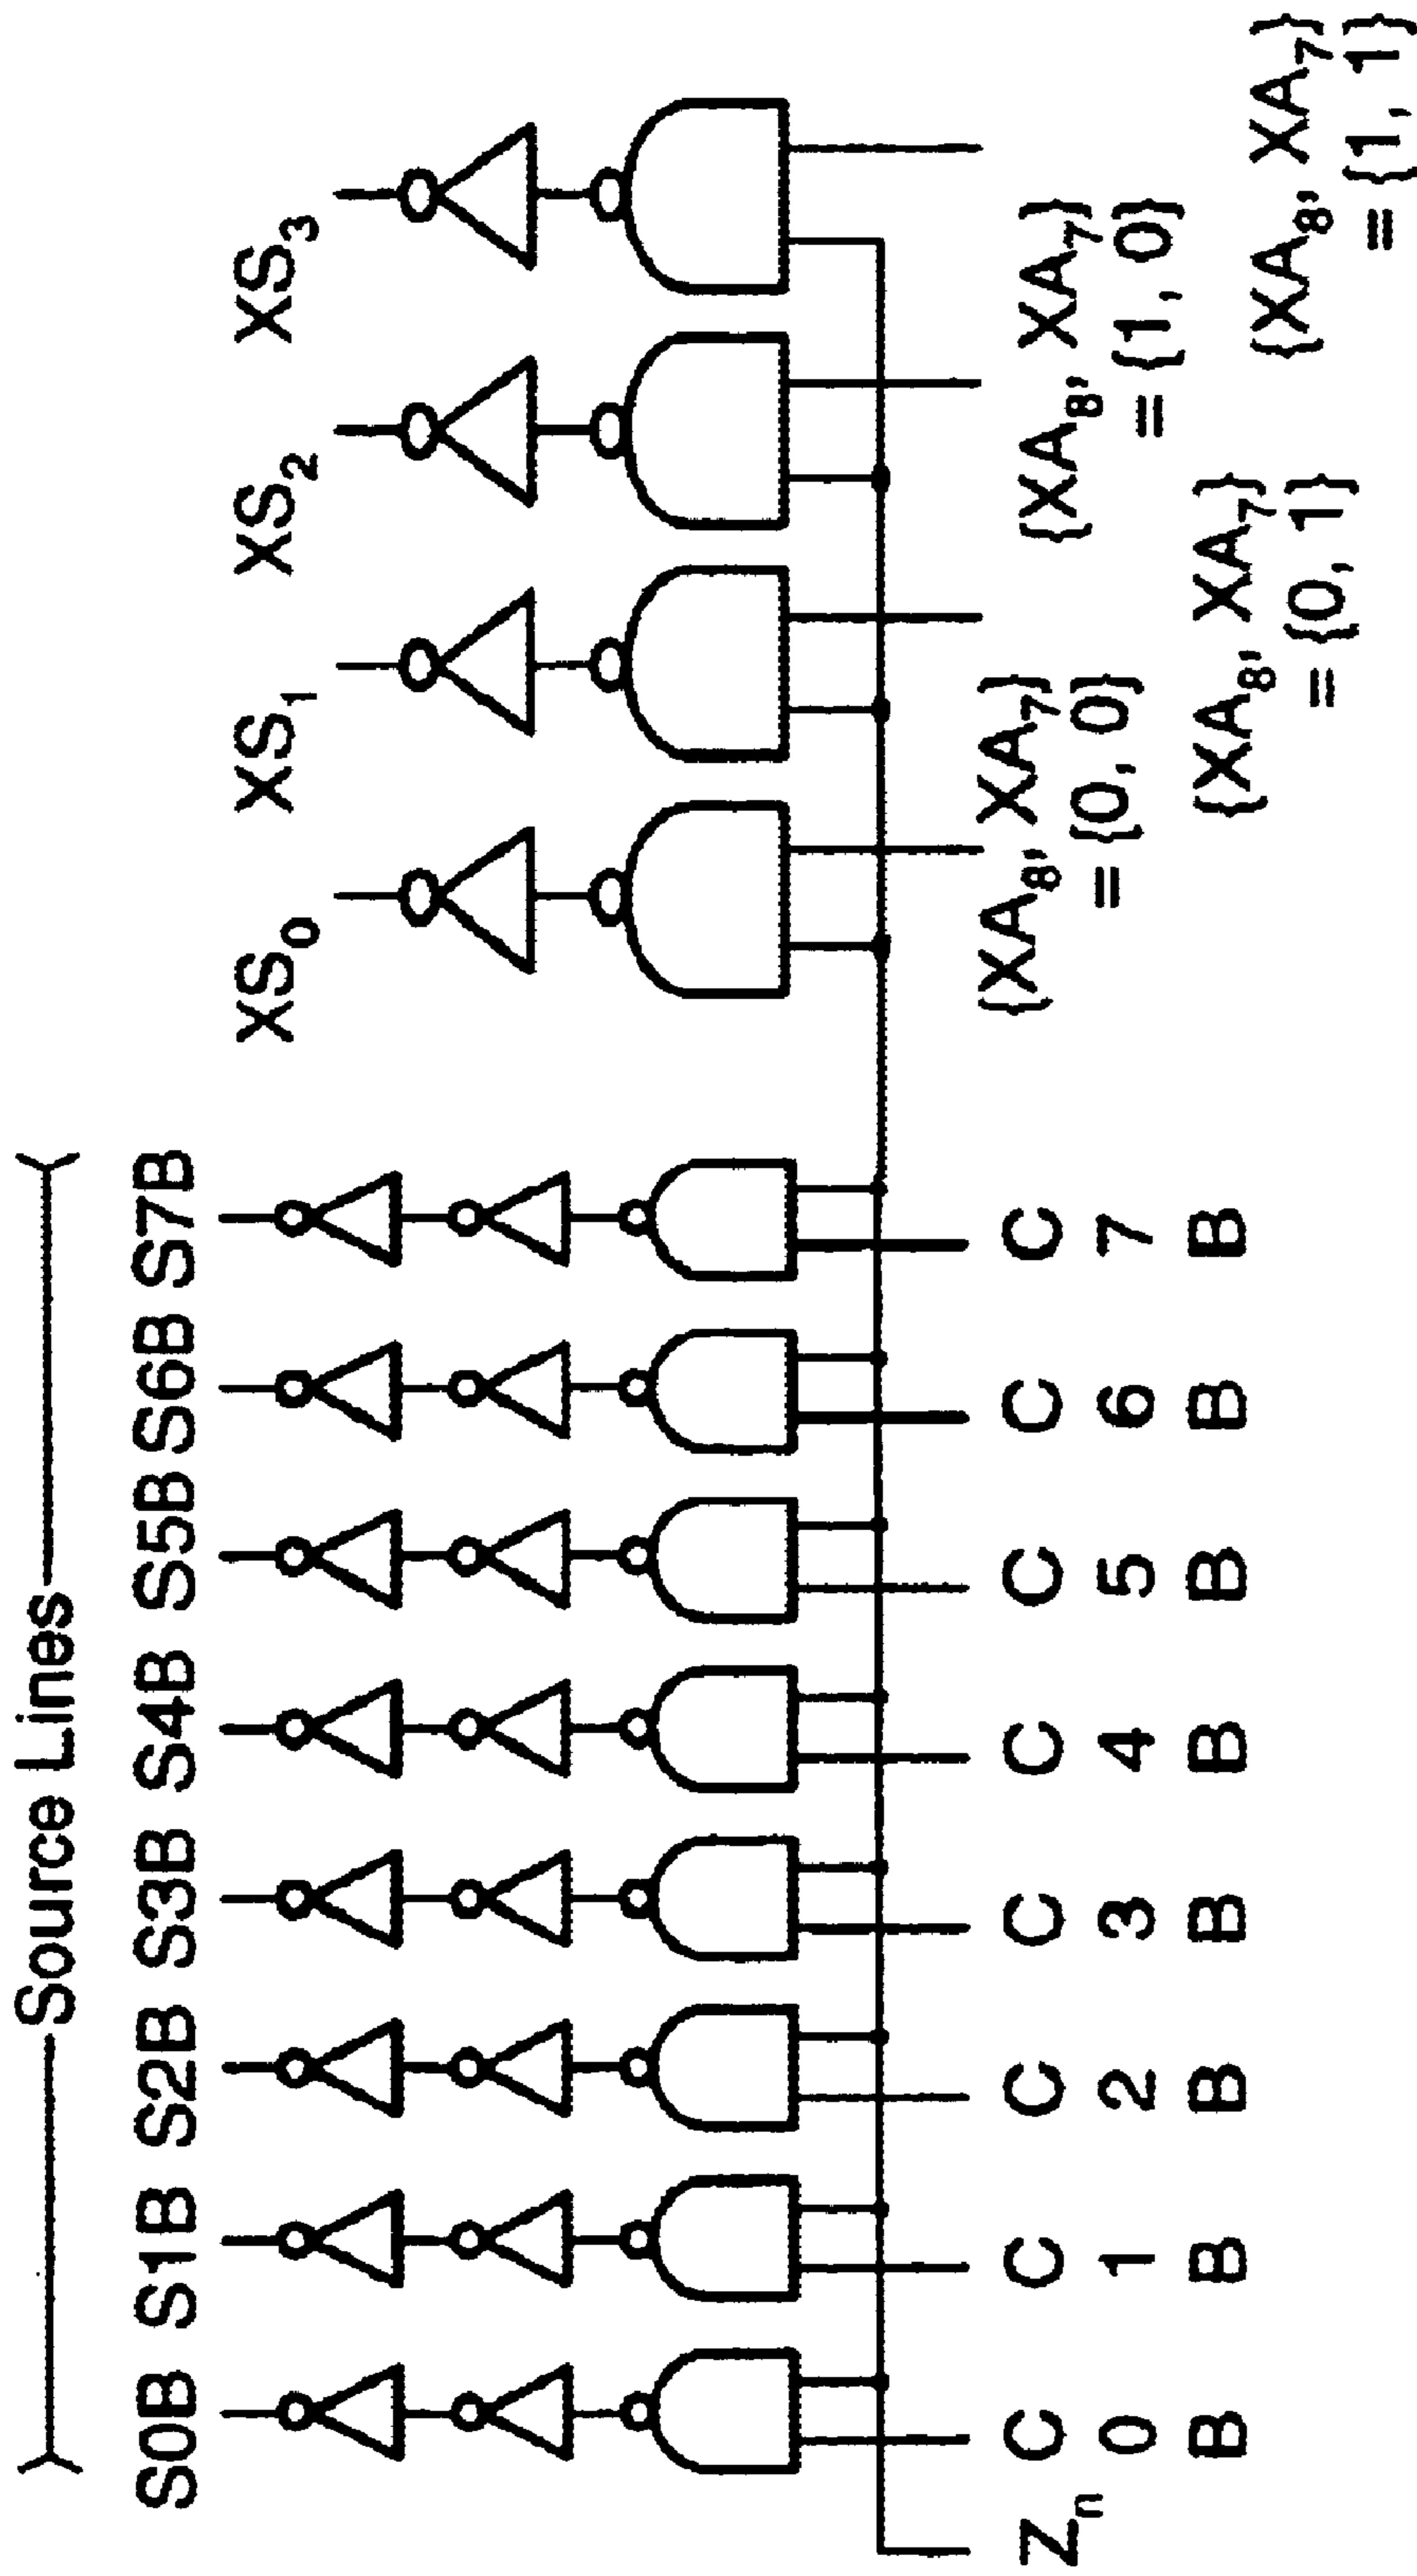 Source Lines
S0B S1B S2B S3B S4B S5B S6B S7B
XS0 XS1 XS2 XS3
Zn
C0B C1B C2B C3B C4B C5B C6B C7B
{XA8, XA7}
= {0, 0}
{XA8, XA7}
= {0, 1}
{XA8, XA7}
= {1, 0}
{XA8, XA7}
= {1, 1}